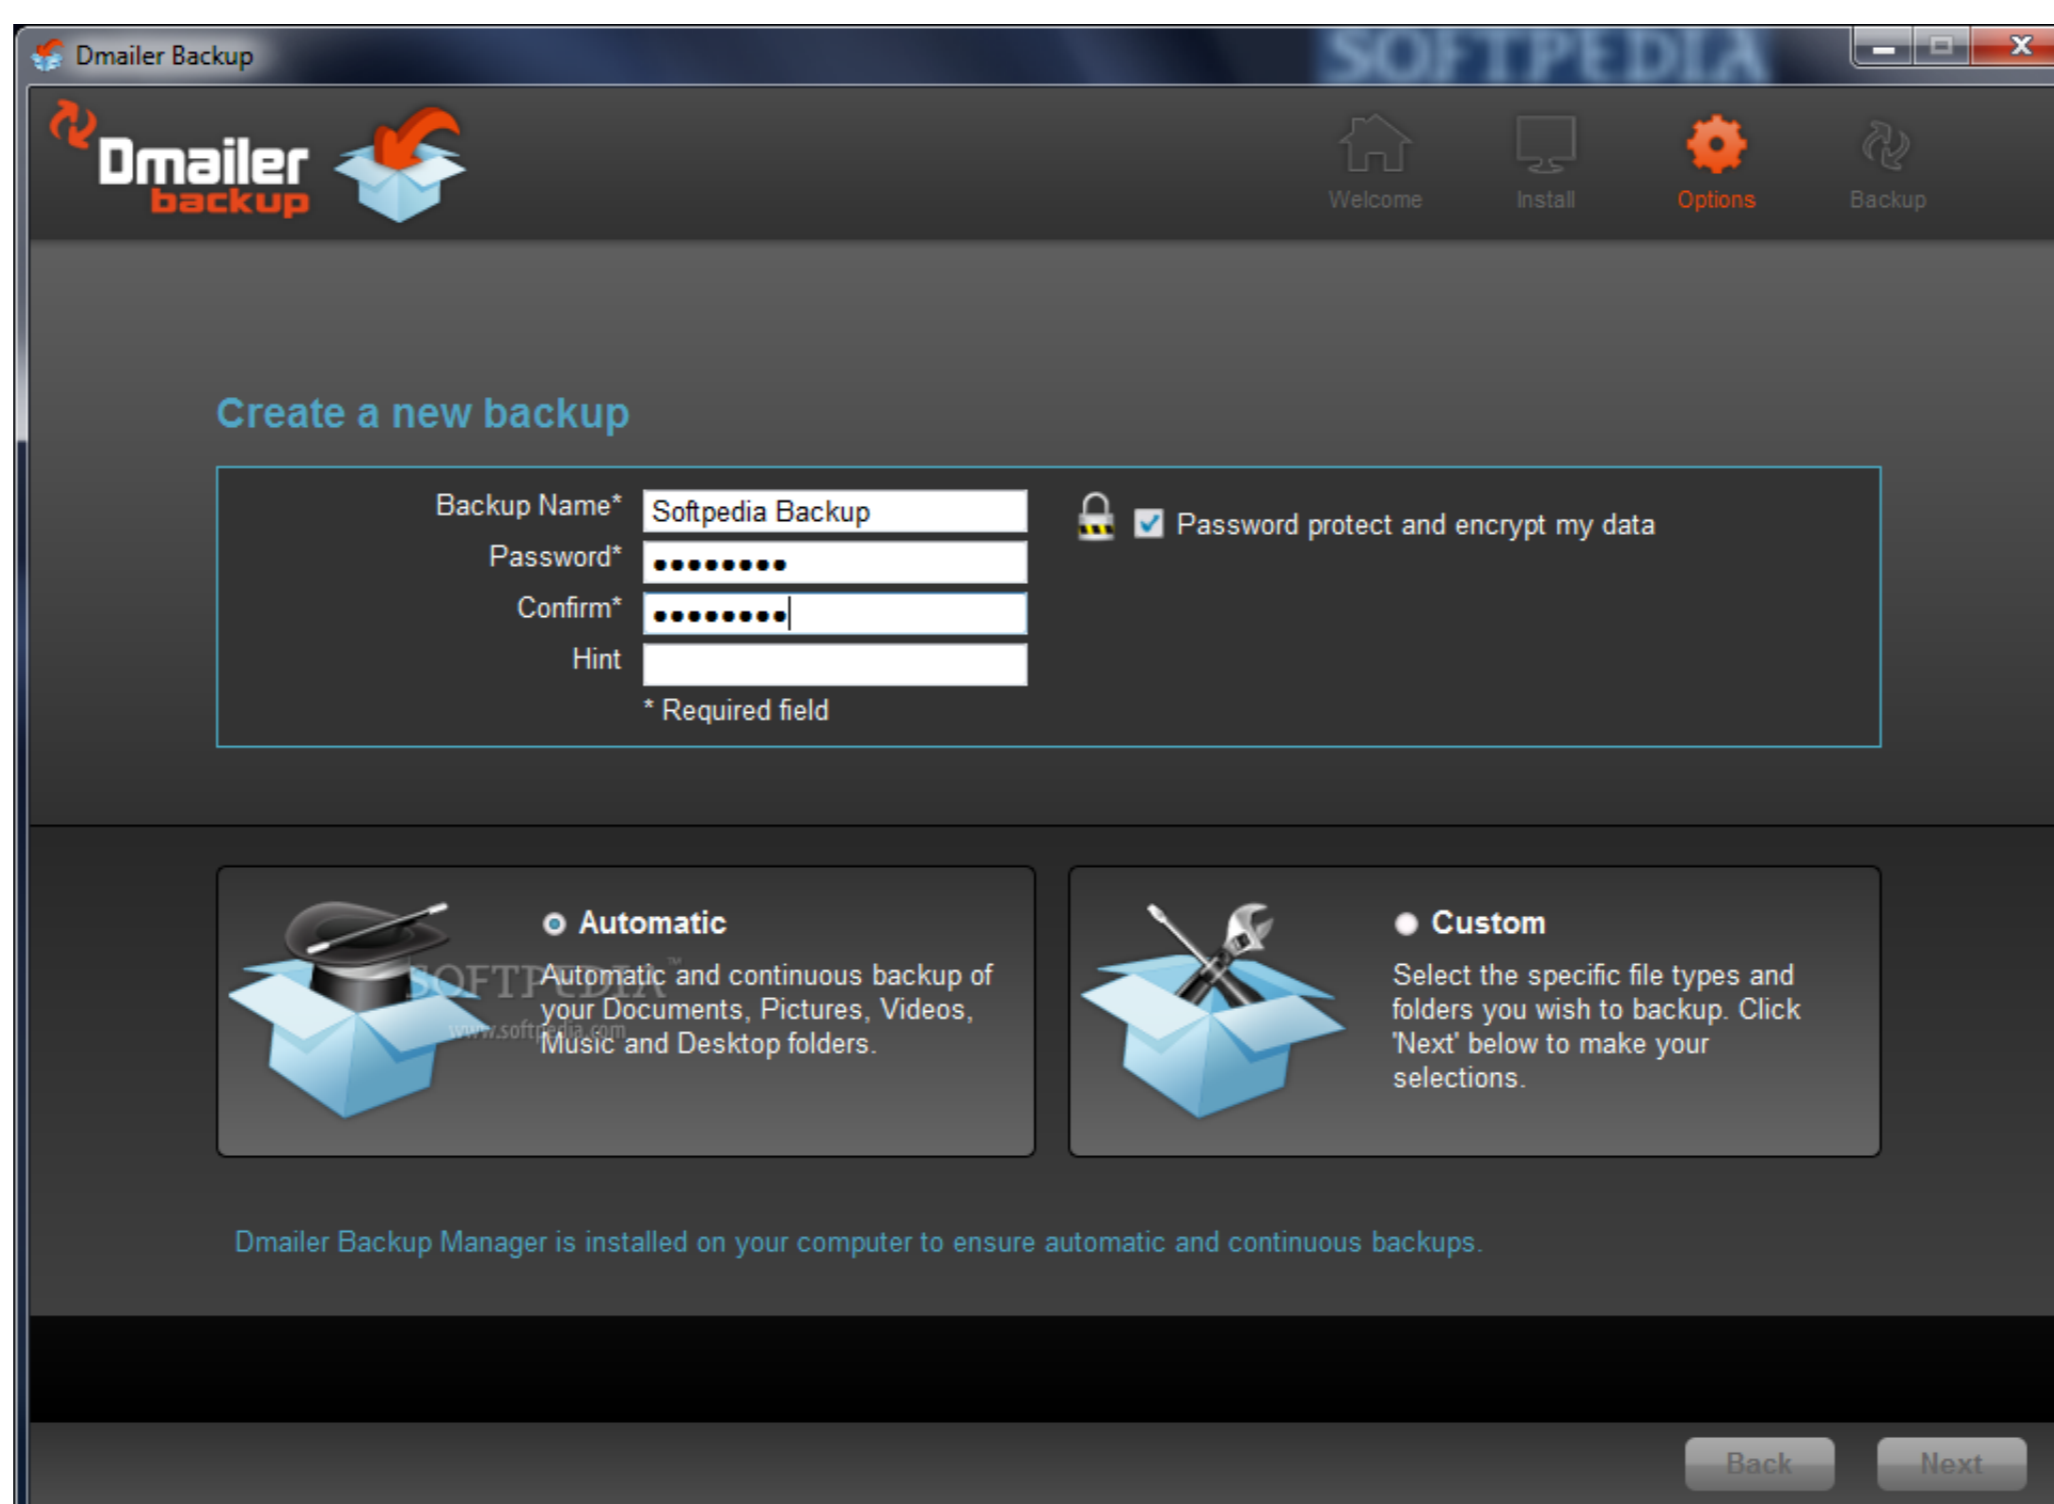 Dmailer Backup
SOFTPEDIA
Dmailer
backup
Welcome
Install
Options
Backup
Create a new backup
Backup Name*
Softpedia Backup
Password protect and encrypt my data
Password*
••••••••
Confirm*
••••••••
Hint
* Required field
Automatic
Automatic and continuous backup of
your Documents, Pictures, Videos,
Music and Desktop folders.
SOFTPEDIA™
www.softpedia.com
Custom
Select the specific file types and
folders you wish to backup. Click
'Next' below to make your
selections.
Dmailer Backup Manager is installed on your computer to ensure automatic and continuous backups.
Back
Next